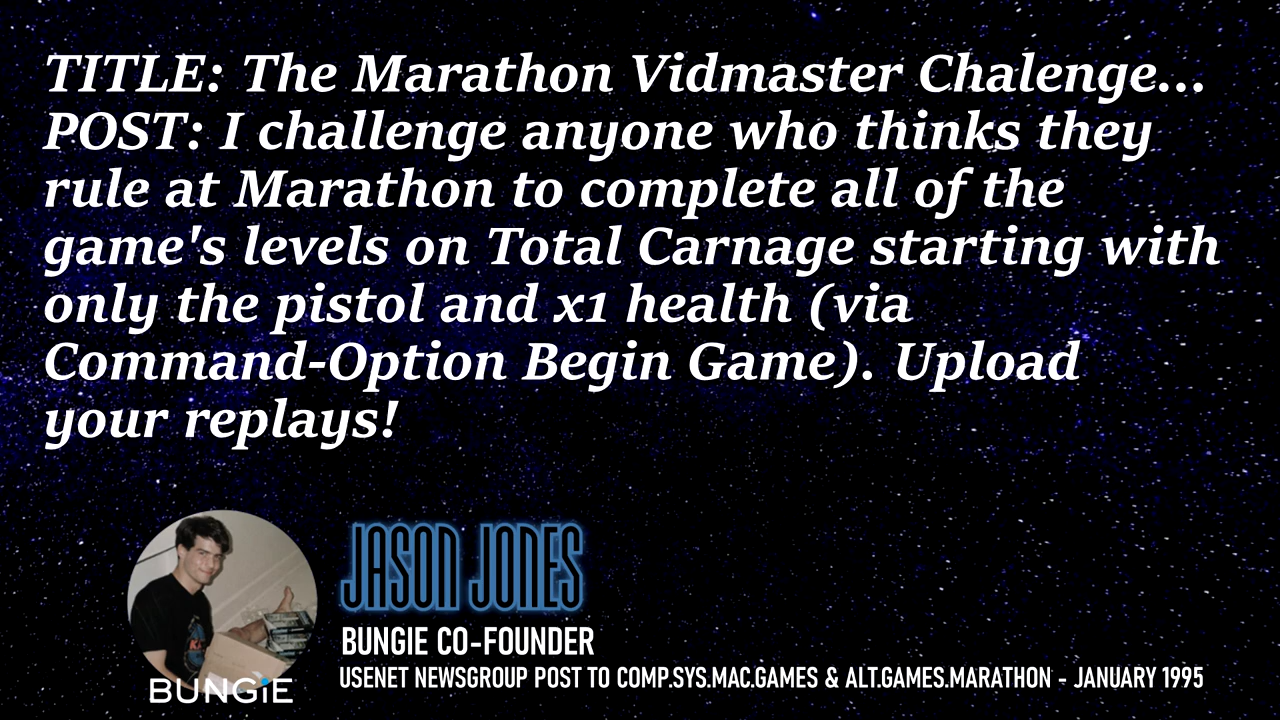 TITLE: The Marathon Vidmaster Chalenge...
POST: I challenge anyone who thinks they
rule at Marathon to complete all of the
game's levels on Total Carnage starting with
only the pistol and x1 health (via
Command-Option Begin Game). Upload
your replays!
JASON JONES
BUNGIE CO-FOUNDER
USENET NEWSGROUP POST TO COMP.SYS.MAC.GAMES & ALT.GAMES.MARATHON - JANUARY 1995
BUNGiE